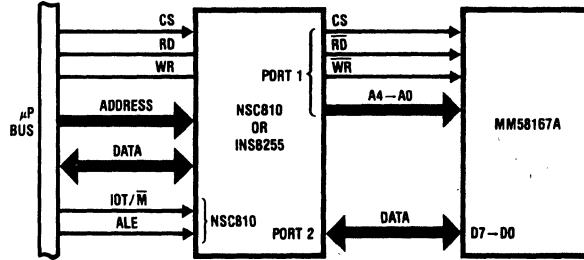 CS
RD
WR
ADDRESS
μP
BUS
DATA
IOT/M̅
ALE
NSC810
PORT 1
NSC810
OR
INS8255
PORT 2
CS
R̅D̅
W̅R̅
A4–A0
DATA
MM58167A
D7–D0